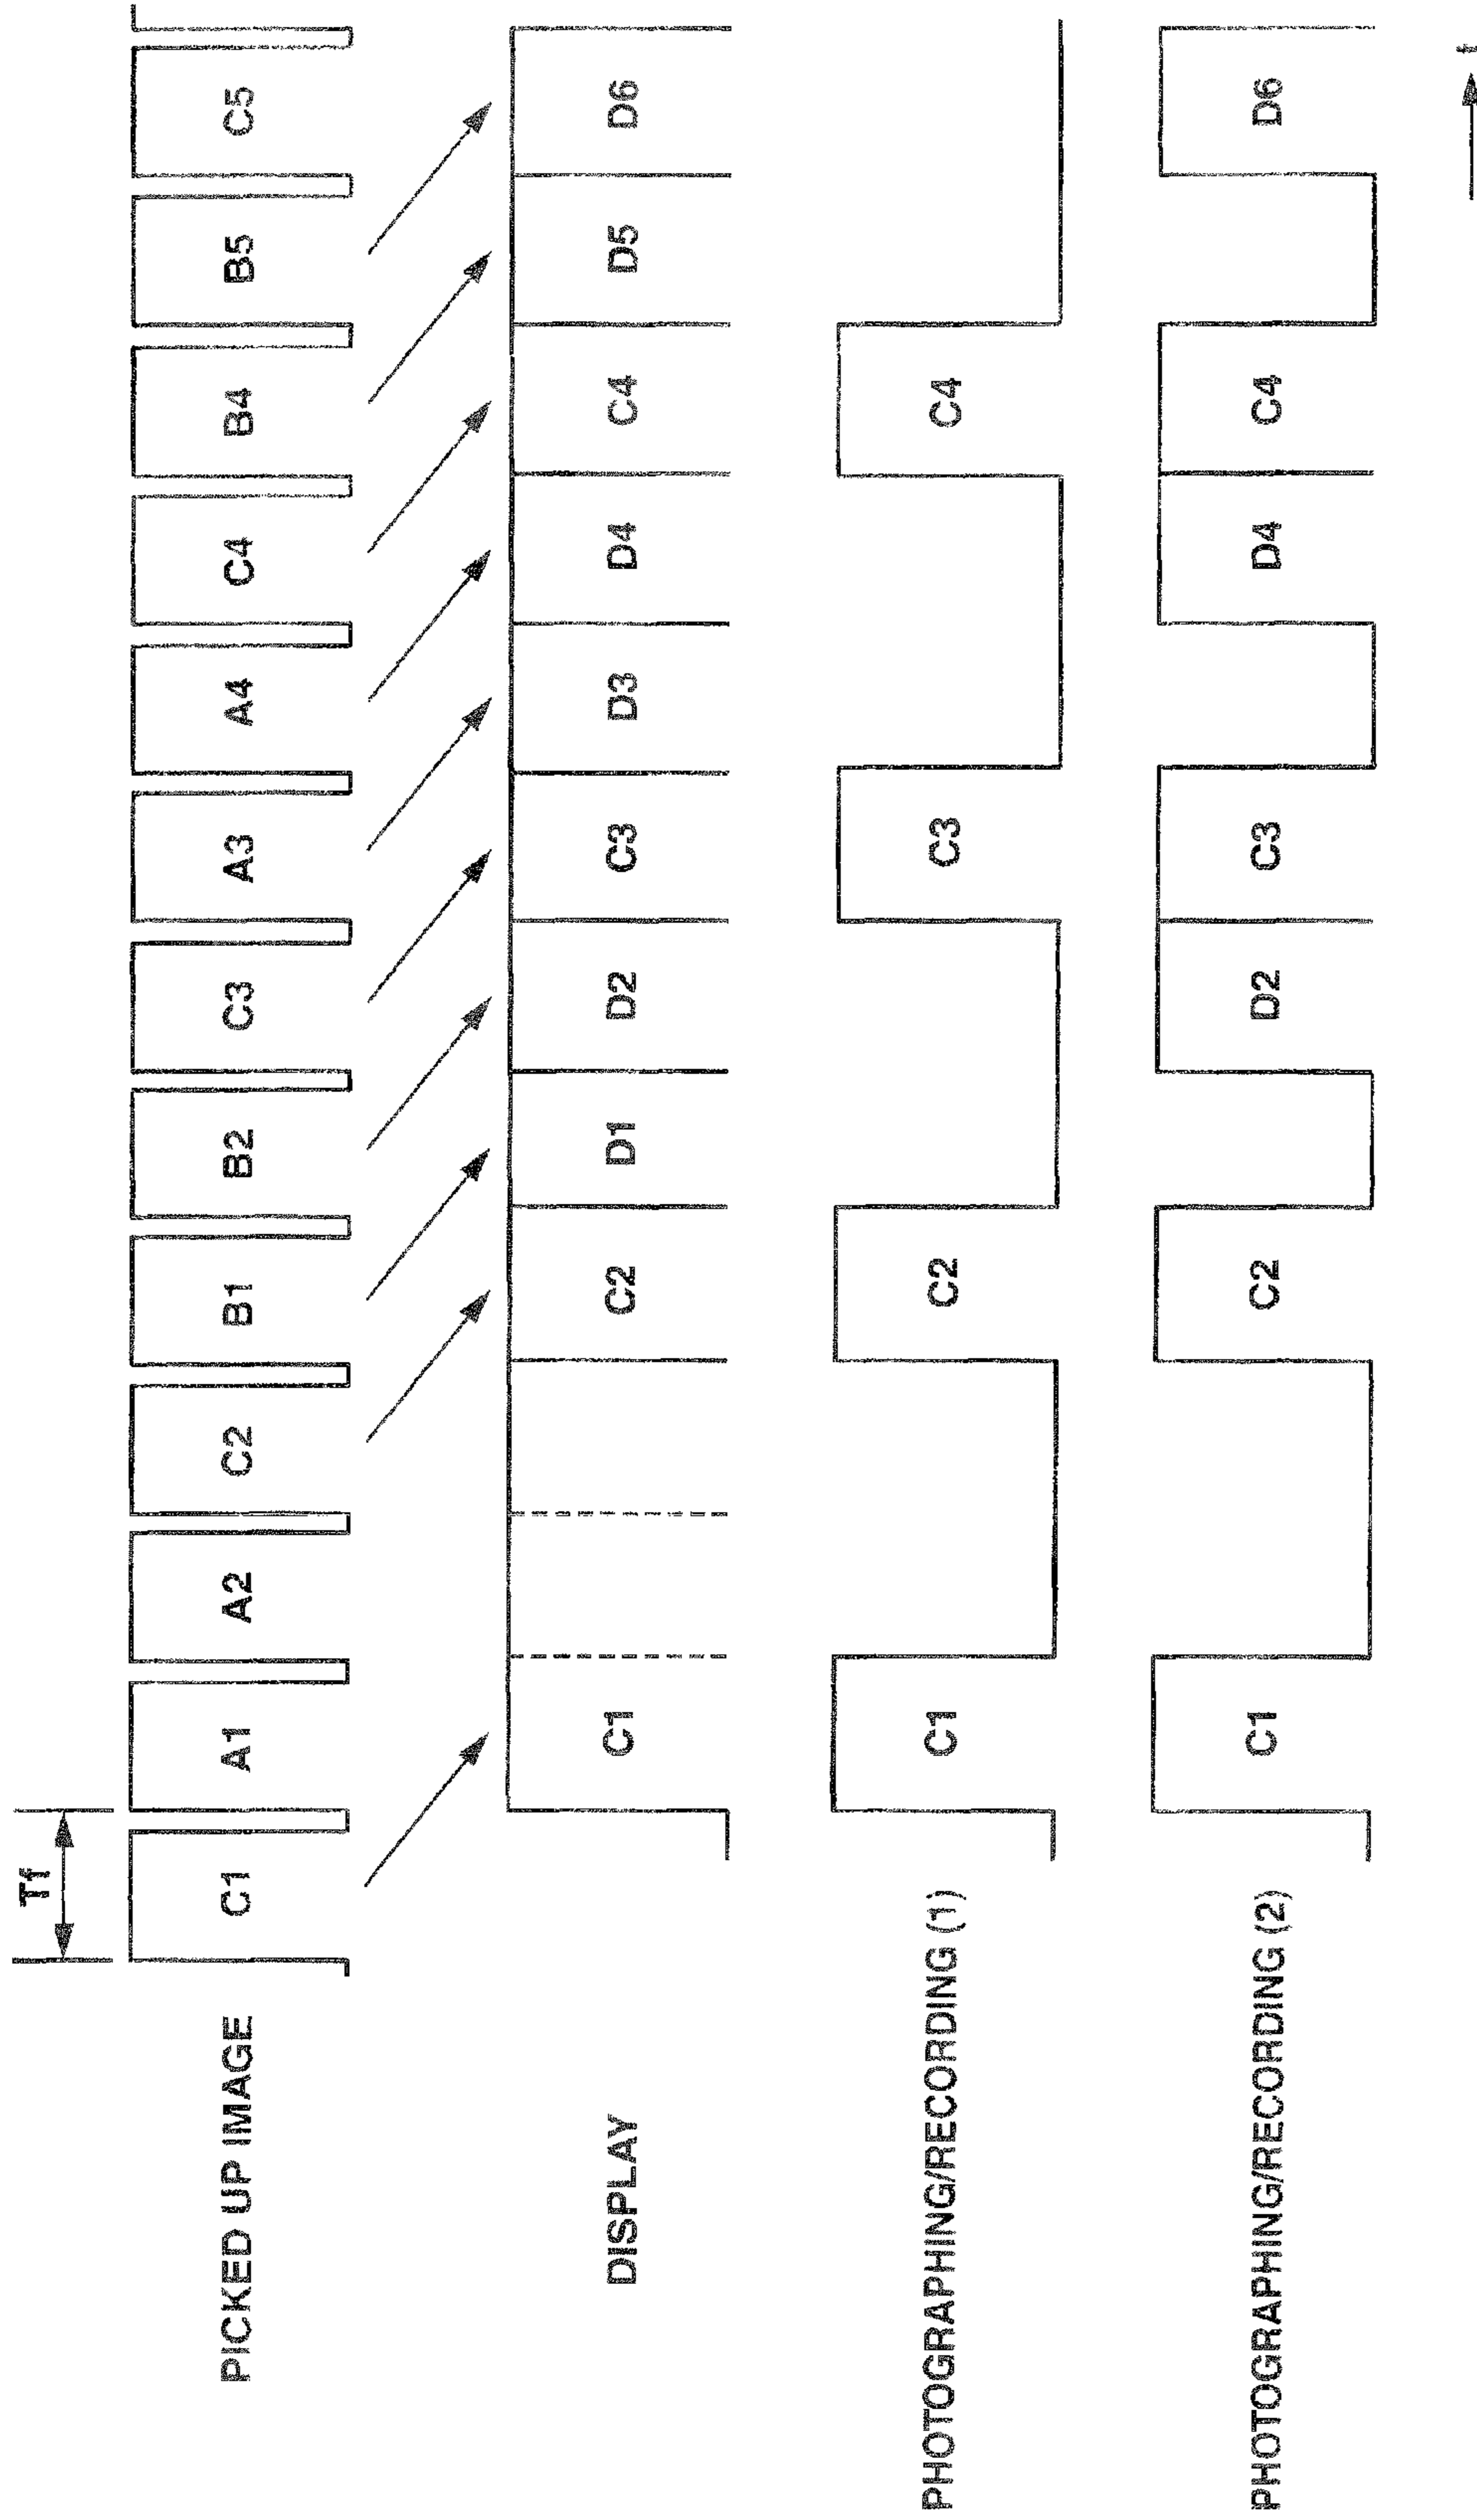 Tf
PICKED UP IMAGE C1 A1 A2 C2 B1 B2 C3 A3 A4 C4 B4 B5 C5
DISPLAY C1 C2 D1 D2 C3 D3 D4 C4 D5 D6
PHOTOGRAPHING/RECORDING (1) C1 C2 C3 C4
PHOTOGRAPHING/RECORDING (2) C1 C2 D2 C3 D4 C4 D6
t